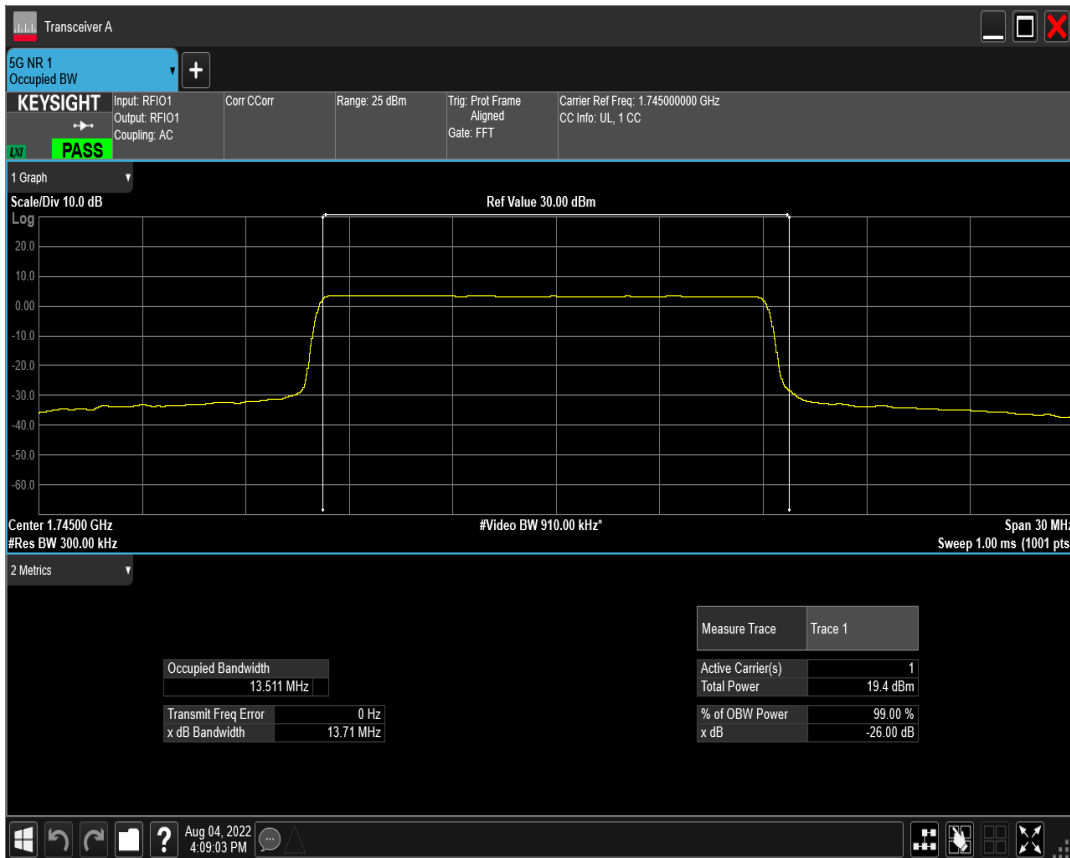 Transceiver A
5G NR 1
Occupied BW
+
KEYSIGHT
LXI
PASS
Input: RFIO1
Output: RFIO1
Coupling: AC
Corr CCorr
Range: 25 dBm
Trig: Prot Frame
Aligned
Gate: FFT
Carrier Ref Freq: 1.745000000 GHz
CC Info: UL, 1 CC
1 Graph
Scale/Div 10.0 dB
Ref Value 30.00 dBm
Log
20.0
10.0
0.00
-10.0
-20.0
-30.0
-40.0
-50.0
-60.0
Center 1.74500 GHz
#Video BW 910.00 kHz*
Span 30 MHz
#Res BW 300.00 kHz
Sweep 1.00 ms (1001 pts
2 Metrics
Measure Trace Trace 1
Occupied Bandwidth
13.511 MHz
Active Carrier(s) 1
Total Power 19.4 dBm
Transmit Freq Error 0 Hz
x dB Bandwidth 13.71 MHz
% of OBW Power 99.00 %
x dB -26.00 dB
?
Aug 04, 2022
4:09:03 PM